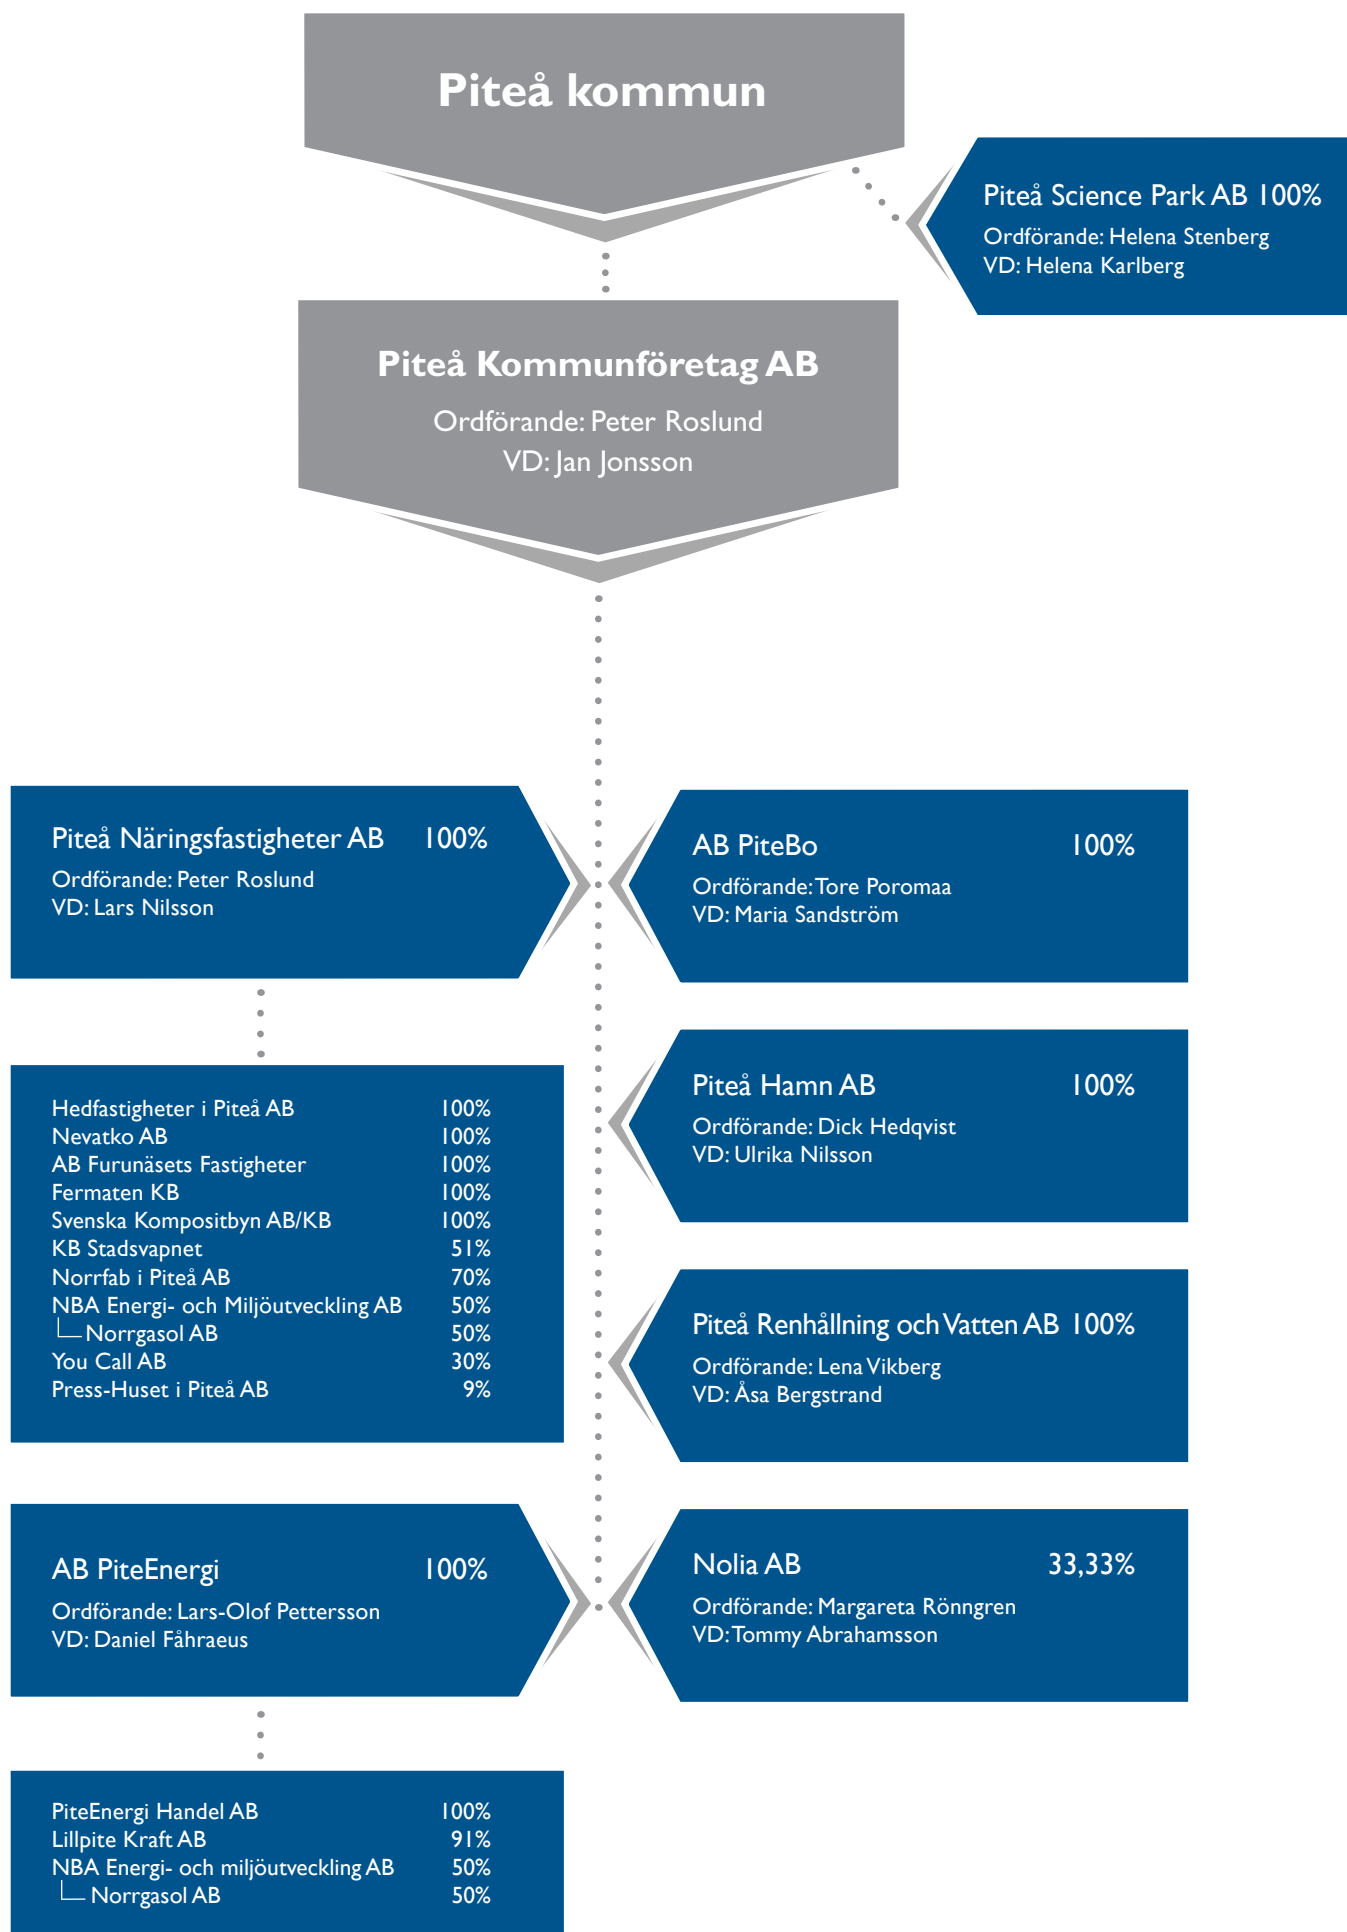 Piteå kommun
Piteå Science Park AB 100%
Ordförande: Helena Stenberg
VD: Helena Karlberg
Piteå Kommunföretag AB
Ordförande: Peter Roslund
VD: Jan Jonsson
Piteå Näringsfastigheter AB 100%
Ordförande: Peter Roslund
VD: Lars Nilsson
AB PiteBo 100%
Ordförande: Tore Poromaa
VD: Maria Sandström
Hedfastigheter i Piteå AB 100%
Nevatko AB 100%
AB Furunäsets Fastigheter 100%
Fermaten KB 100%
Svenska Kompositbyn AB/KB 100%
KB Stadsvapnet 51%
Norrfab i Piteå AB 70%
NBA Energi- och Miljöutveckling AB 50%
Norrgasol AB 50%
You Call AB 30%
Press-Huset i Piteå AB 9%
Piteå Hamn AB 100%
Ordförande: Dick Hedqvist
VD: Ulrika Nilsson
Piteå Renhållning och Vatten AB 100%
Ordförande: Lena Vikberg
VD: Åsa Bergstrand
AB PiteEnergi 100%
Ordförande: Lars-Olof Pettersson
VD: Daniel Fåhraeus
Nolia AB 33,33%
Ordförande: Margareta Rönngren
VD: Tommy Abrahamsson
PiteEnergi Handel AB 100%
Lillpite Kraft AB 91%
NBA Energi- och miljöutveckling AB 50%
Norrgasol AB 50%